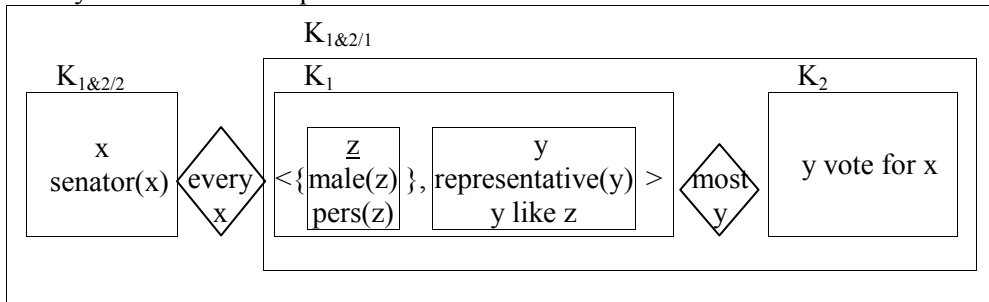 K1&2/1
K1&2/2
K1
K2
x
senator(x)
every
x
<{
z
male(z)
pers(z)
},
y
representative(y)
y like z
>
most
y
y vote for x